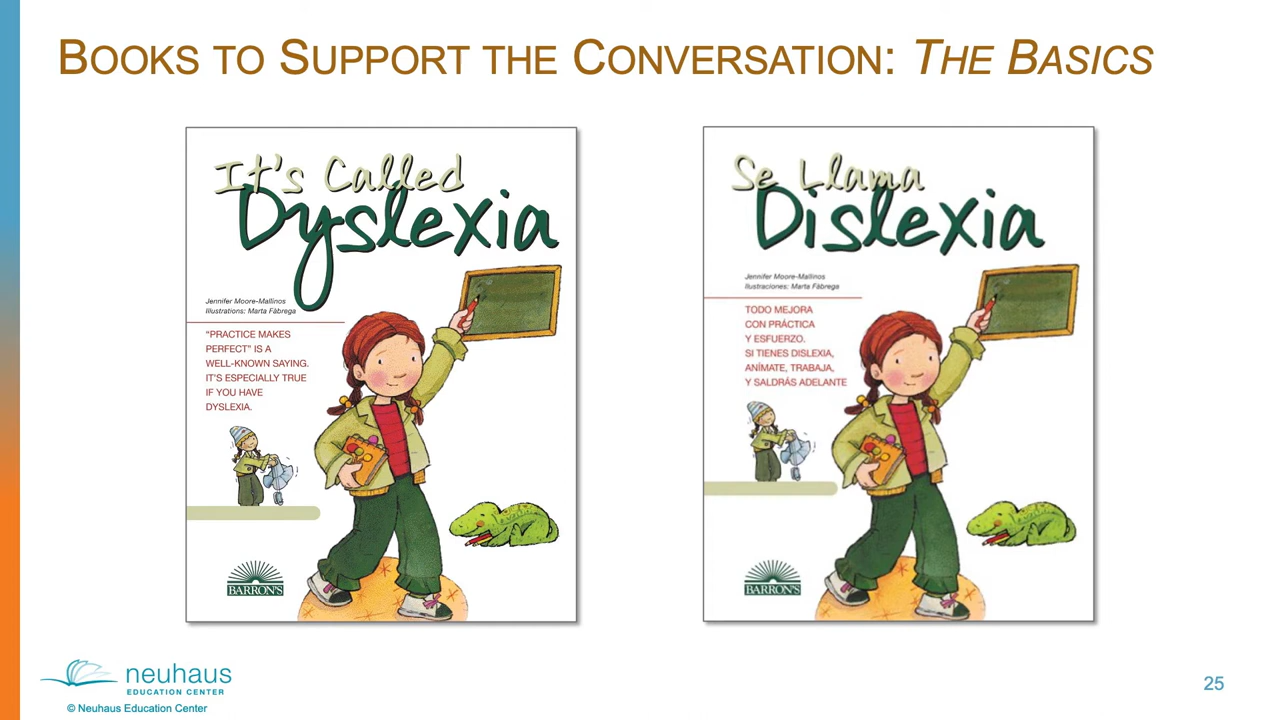 BOOKS TO SUPPORT THE CONVERSATION: THE BASICS
It's Called
Dyslexia
Jennifer Moore-Mallinos
Illustrations: Marta Fàbrega
“PRACTICE MAKES
PERFECT” IS A
WELL-KNOWN SAYING.
IT'S ESPECIALLY TRUE
IF YOU HAVE
DYSLEXIA.
BARRON'S
Se Llama
Dislexia
Jennifer Moore-Mallinos
Ilustraciones: Marta Fàbrega
TODO MEJORA
CON PRÁCTICA
Y ESFUERZO.
SI TIENES DISLEXIA,
ANÍMATE, TRABAJA,
Y SALDRÁS ADELANTE
BARRON'S
neuhaus
EDUCATION CENTER
© Neuhaus Education Center
25